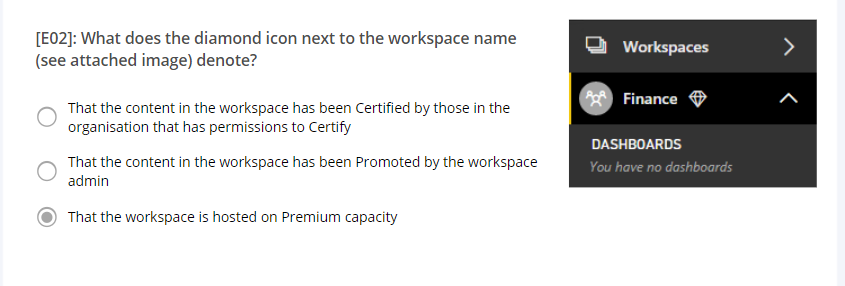 [E02]: What does the diamond icon next to the workspace name
(see attached image) denote?
That the content in the workspace has been Certified by those in the
organisation that has permissions to Certify
That the content in the workspace has been Promoted by the workspace
admin
That the workspace is hosted on Premium capacity
Workspaces
Finance
DASHBOARDS
You have no dashboards